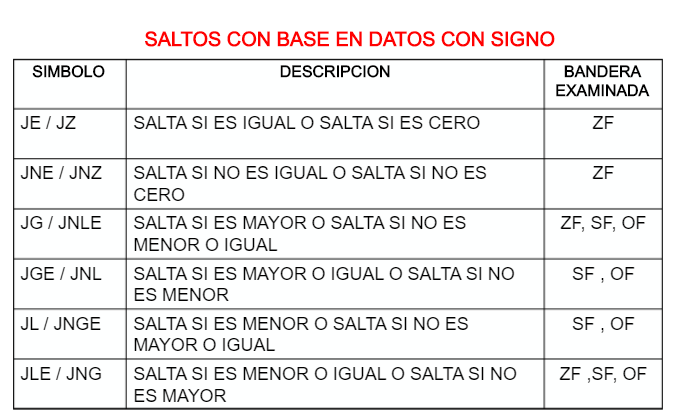 SALTOS CON BASE EN DATOS CON SIGNO
SIMBOLO DESCRIPCION BANDERA
EXAMINADA
JE / JZ SALTA SI ES IGUAL O SALTA SI ES CERO ZF
JNE / JNZ SALTA SI NO ES IGUAL O SALTA SI NO ES ZF
CERO
JG / JNLE SALTA SI ES MAYOR O SALTA SI NO ES ZF, SF, OF
MENOR O IGUAL
JGE / JNL SALTA SI ES MAYOR O IGUAL O SALTA SI NO SF , OF
ES MENOR
JL / JNGE SALTA SI ES MENOR O SALTA SI NO ES SF , OF
MAYOR O IGUAL
JLE / JNG SALTA SI ES MENOR O IGUAL O SALTA SI NO ZF ,SF, OF
ES MAYOR